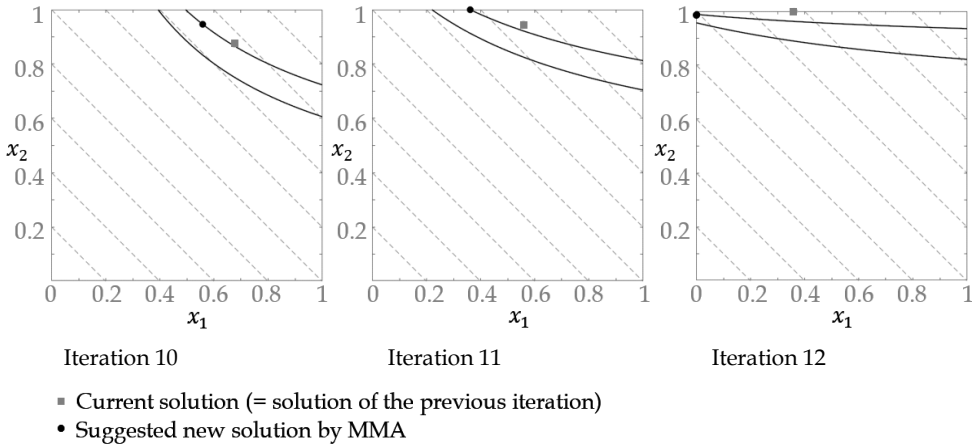 1
0.8
0.6
x2
0.4
0.2
0 0.2 0.4 0.6 0.8 1
x1
Iteration 10
1
0.8
0.6
x2
0.4
0.2
0 0.2 0.4 0.6 0.8 1
x1
Iteration 11
1
0.8
0.6
x2
0.4
0.2
0 0.2 0.4 0.6 0.8 1
x1
Iteration 12
Current solution (= solution of the previous iteration)
Suggested new solution by MMA